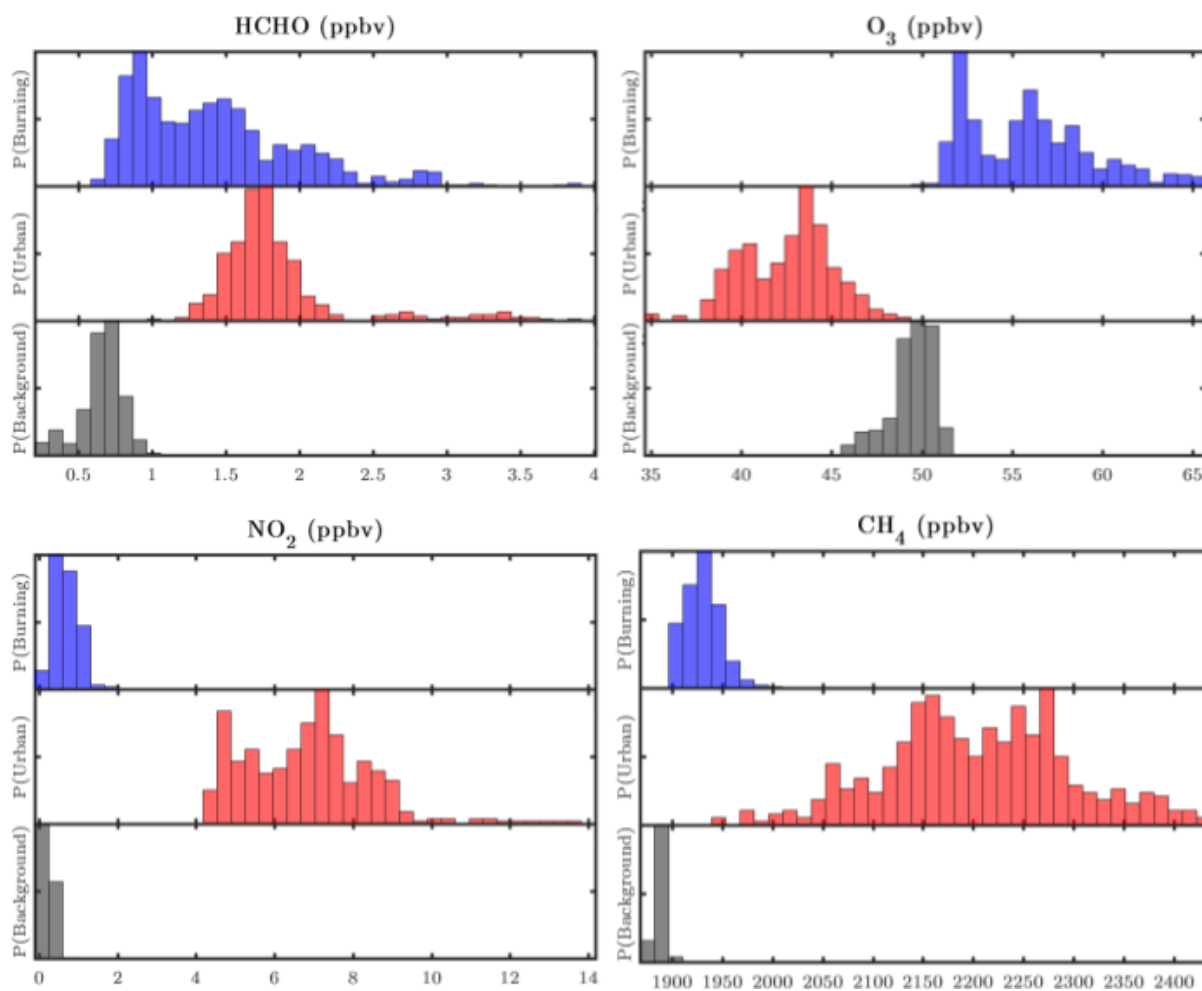 HCHO (ppbv)
P(Burning)
P(Urban)
P(Background)
0.5 1 1.5 2 2.5 3 3.5 4
O3 (ppbv)
P(Burning)
P(Urban)
P(Background)
35 40 45 50 55 60 65
NO2 (ppbv)
P(Burning)
P(Urban)
P(Background)
0 2 4 6 8 10 12 14
CH4 (ppbv)
P(Burning)
P(Urban)
P(Background)
1900 1950 2000 2050 2100 2150 2200 2250 2300 2350 2400